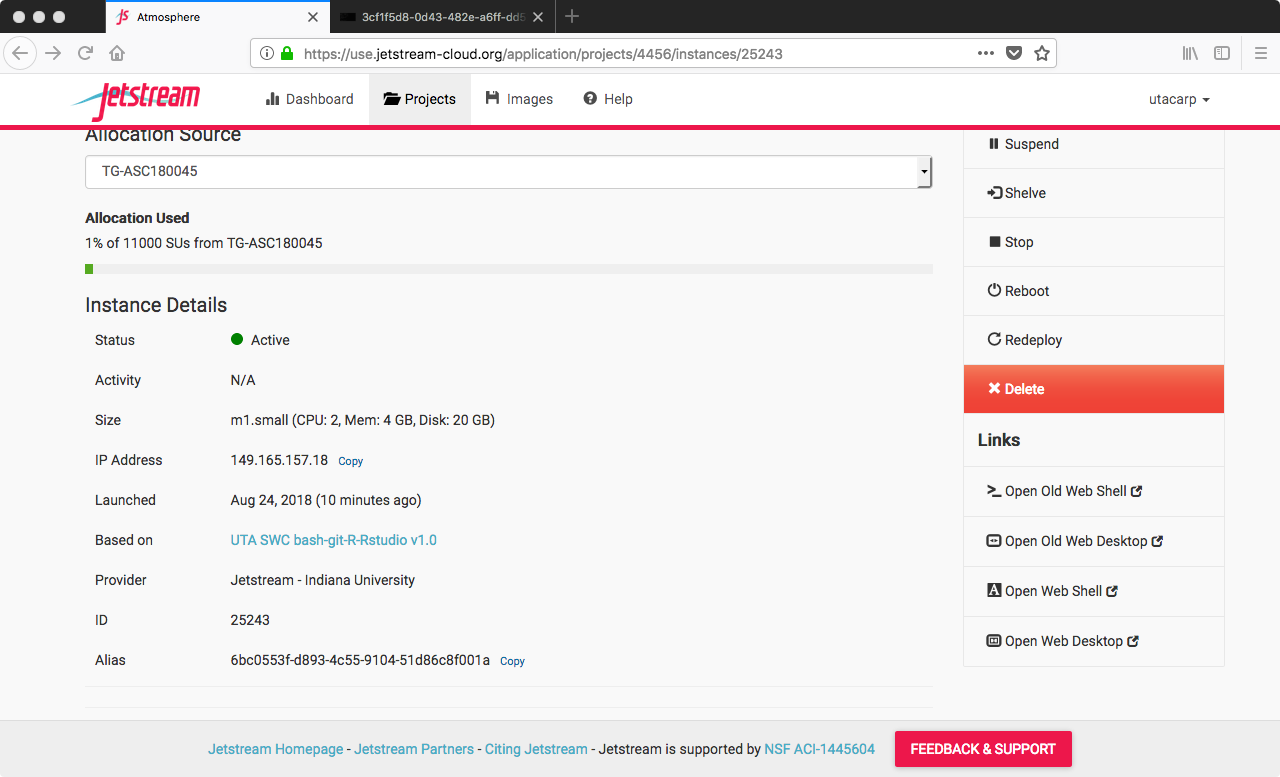 Atmosphere
3cf1f5d8-0d43-482e-a6ff-dd5
https://use.jetstream-cloud.org/application/projects/4456/instances/25243
Jetstream
Dashboard
Projects
Images
Help
utacarp
Allocation Source
TG-ASC180045
Allocation Used
1% of 11000 SUs from TG-ASC180045
Instance Details
Status Active
Activity N/A
Size m1.small (CPU: 2, Mem: 4 GB, Disk: 20 GB)
IP Address 149.165.157.18 Copy
Launched Aug 24, 2018 (10 minutes ago)
Based on UTA SWC bash-git-R-Rstudio v1.0
Provider Jetstream - Indiana University
ID 25243
Alias 6bc0553f-d893-4c55-9104-51d86c8f001a Copy
Suspend
Shelve
Stop
Reboot
Redeploy
Delete
Links
Open Old Web Shell
Open Old Web Desktop
Open Web Shell
Open Web Desktop
Jetstream Homepage - Jetstream Partners - Citing Jetstream - Jetstream is supported by NSF ACI-1445604
FEEDBACK & SUPPORT